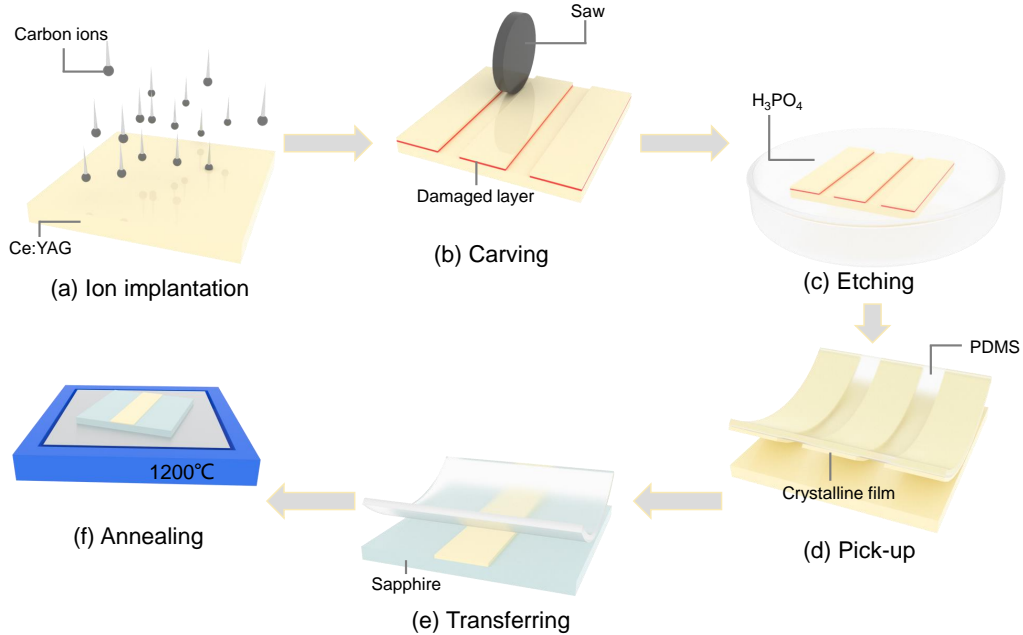 Carbon ions
Ce:YAG
(a) Ion implantation
Saw
Damaged layer
(b) Carving
H₃PO₄
(c) Etching
PDMS
Crystalline film
(d) Pick-up
Sapphire
(e) Transferring
1200℃
(f) Annealing